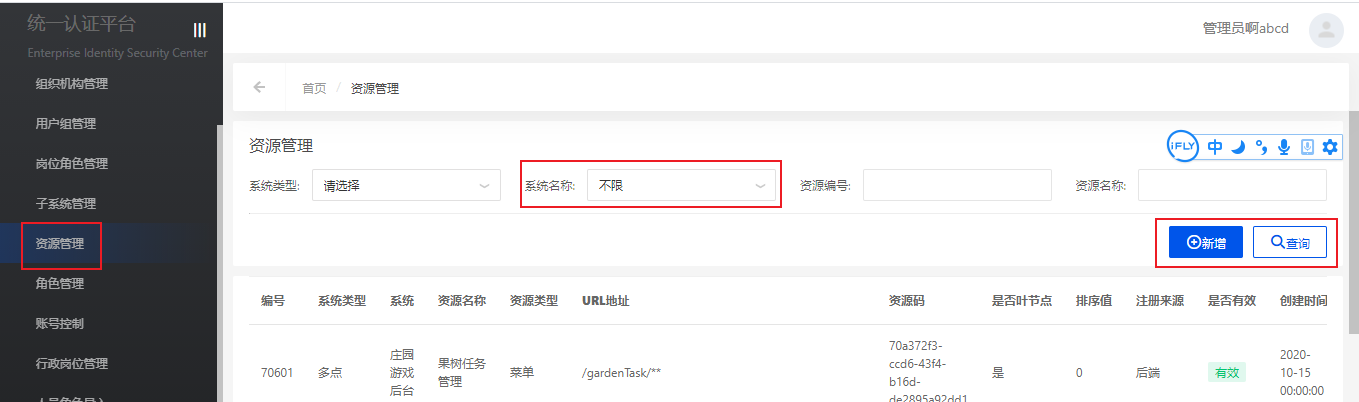 统一认证平台
Enterprise Identity Security Center
管理员啊abcd
组织机构管理
用户组管理
岗位角色管理
子系统管理
资源管理
角色管理
账号控制
行政岗位管理
首页 / 资源管理
资源管理
iFLY 中
系统类型: 请选择 系统名称: 不限 资源编号: 资源名称:
新增 查询
编号 系统类型 系统 资源名称 资源类型 URL地址 资源码 是否叶节点 排序值 注册来源 是否有效 创建时间
70601 多点 庄园游戏后台 果树任务管理 菜单 /gardenTask/** 70a372f3-ccd6-43f4-b16d-de2895a92dd1 是 0 后端 有效 2020-10-15 00:00:00